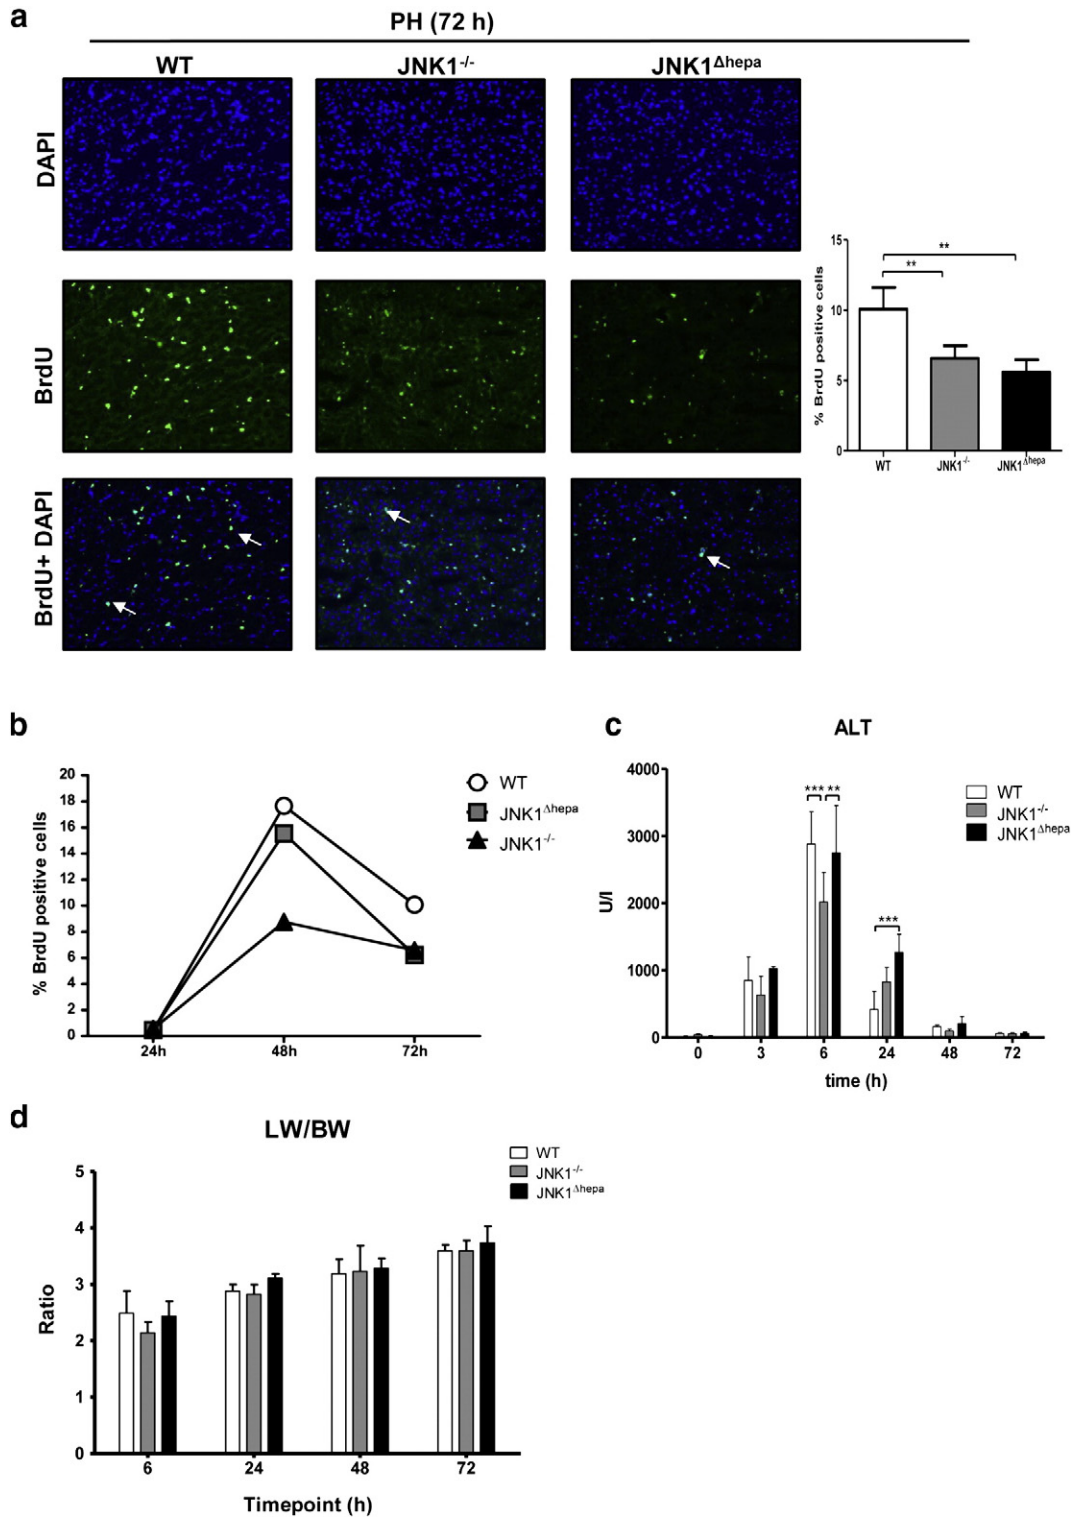 a
PH (72 h)
WT JNK1-/- JNK1Δhepa
DAPI
BrdU
BrdU+ DAPI
% BrdU positive cells
15
10
5
0
**
**
WT JNK1-/- JNK1Δhepa
b
% BrdU positive cells
20
18
16
14
12
10
8
6
4
2
0
24h 48h 72h
WT
JNK1Δhepa
JNK1-/-
c
ALT
U/l
4000
3000
2000
1000
0
*** **
***
WT
JNK1-/-
JNK1Δhepa
0 3 6 24 48 72
time (h)
d
LW/BW
WT
JNK1-/-
JNK1Δhepa
Ratio
5
4
3
2
1
0
6 24 48 72
Timepoint (h)